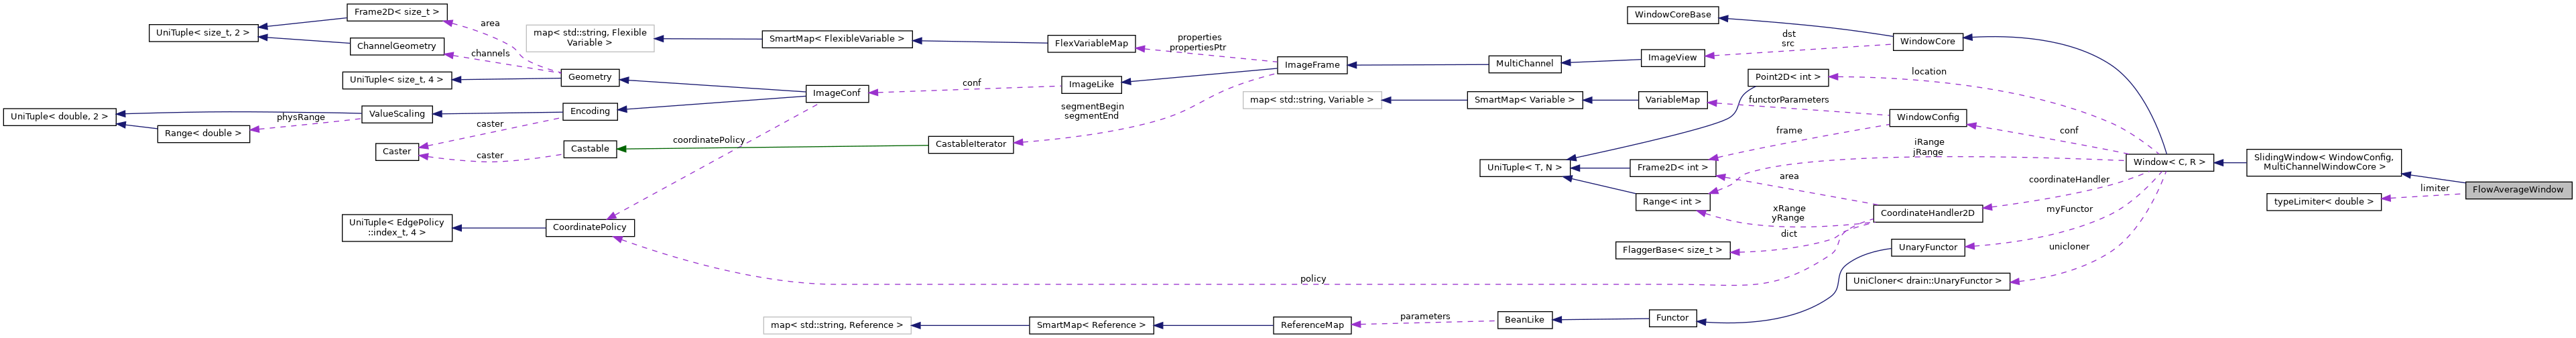 Frame2D< size_t >
UniTuple< size_t, 2 >
ChannelGeometry
UniTuple< size_t, 4 >
UniTuple< double, 2 >
Range< double >
physRange
ValueScaling
Caster
area
channels
Geometry
Encoding
caster
Castable
caster
UniTuple< EdgePolicy
::index_t, 4 >
CoordinatePolicy
map< std::string, Flexible
Variable >
SmartMap< FlexibleVariable >
ImageConf
coordinatePolicy
conf
FlexVariableMap
ImageLike
segmentBegin
segmentEnd
CastableIterator
properties
propertiesPtr
ImageFrame
map< std::string, Variable >
MultiChannel
SmartMap< Variable >
ImageView
VariableMap
UniTuple< T, N >
Frame2D< int >
Range< int >
FlaggerBase< size_t >
WindowCoreBase
dst
src
WindowCore
Point2D< int >
functorParameters
WindowConfig
frame
area
xRange
yRange
dict
policy
CoordinateHandler2D
UnaryFunctor
UniCloner< drain::UnaryFunctor >
location
conf
iRange
jRange
coordinateHandler
myFunctor
unicloner
Window< C, R >
SlidingWindow< WindowConfig,
MultiChannelWindowCore >
typeLimiter< double >
limiter
FlowAverageWindow
map< std::string, Reference >
SmartMap< Reference >
ReferenceMap
parameters
BeanLike
Functor